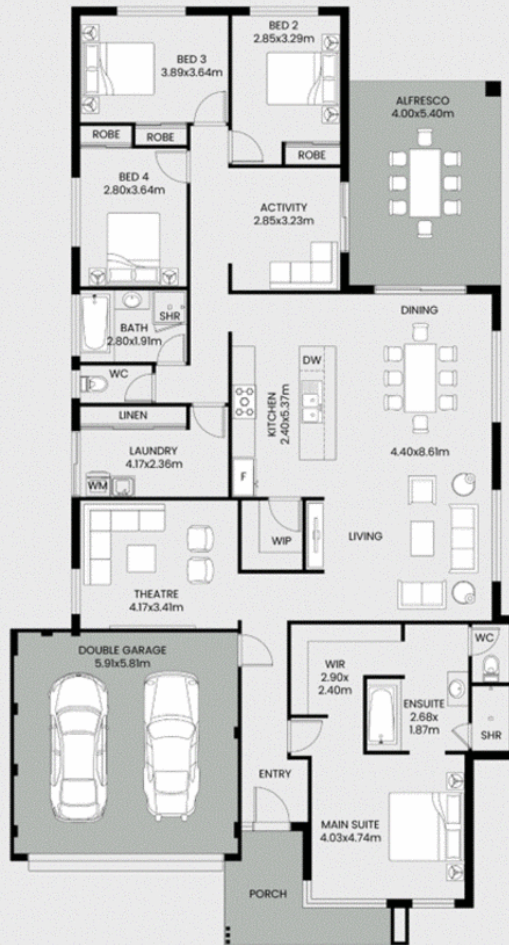 BED 3
3.89x3.64m
BED 2
2.85x3.29m
ALFRESCO
4.00x5.40m
ROBE
ROBE
ROBE
BED 4
2.80x3.64m
ACTIVITY
2.85x3.23m
DINING
SHR
BATH
2.80x1.91m
WC
DW
KITCHEN
2.40x5.37m
4.40x8.61m
LINEN
LAUNDRY
4.17x2.36m
WM
F
WIP
LIVING
THEATRE
4.17x3.41m
DOUBLE GARAGE
5.91x5.81m
WC
WIR
2.90x
2.40m
ENSUITE
2.68x
1.87m
SHR
ENTRY
MAIN SUITE
4.03x4.74m
PORCH